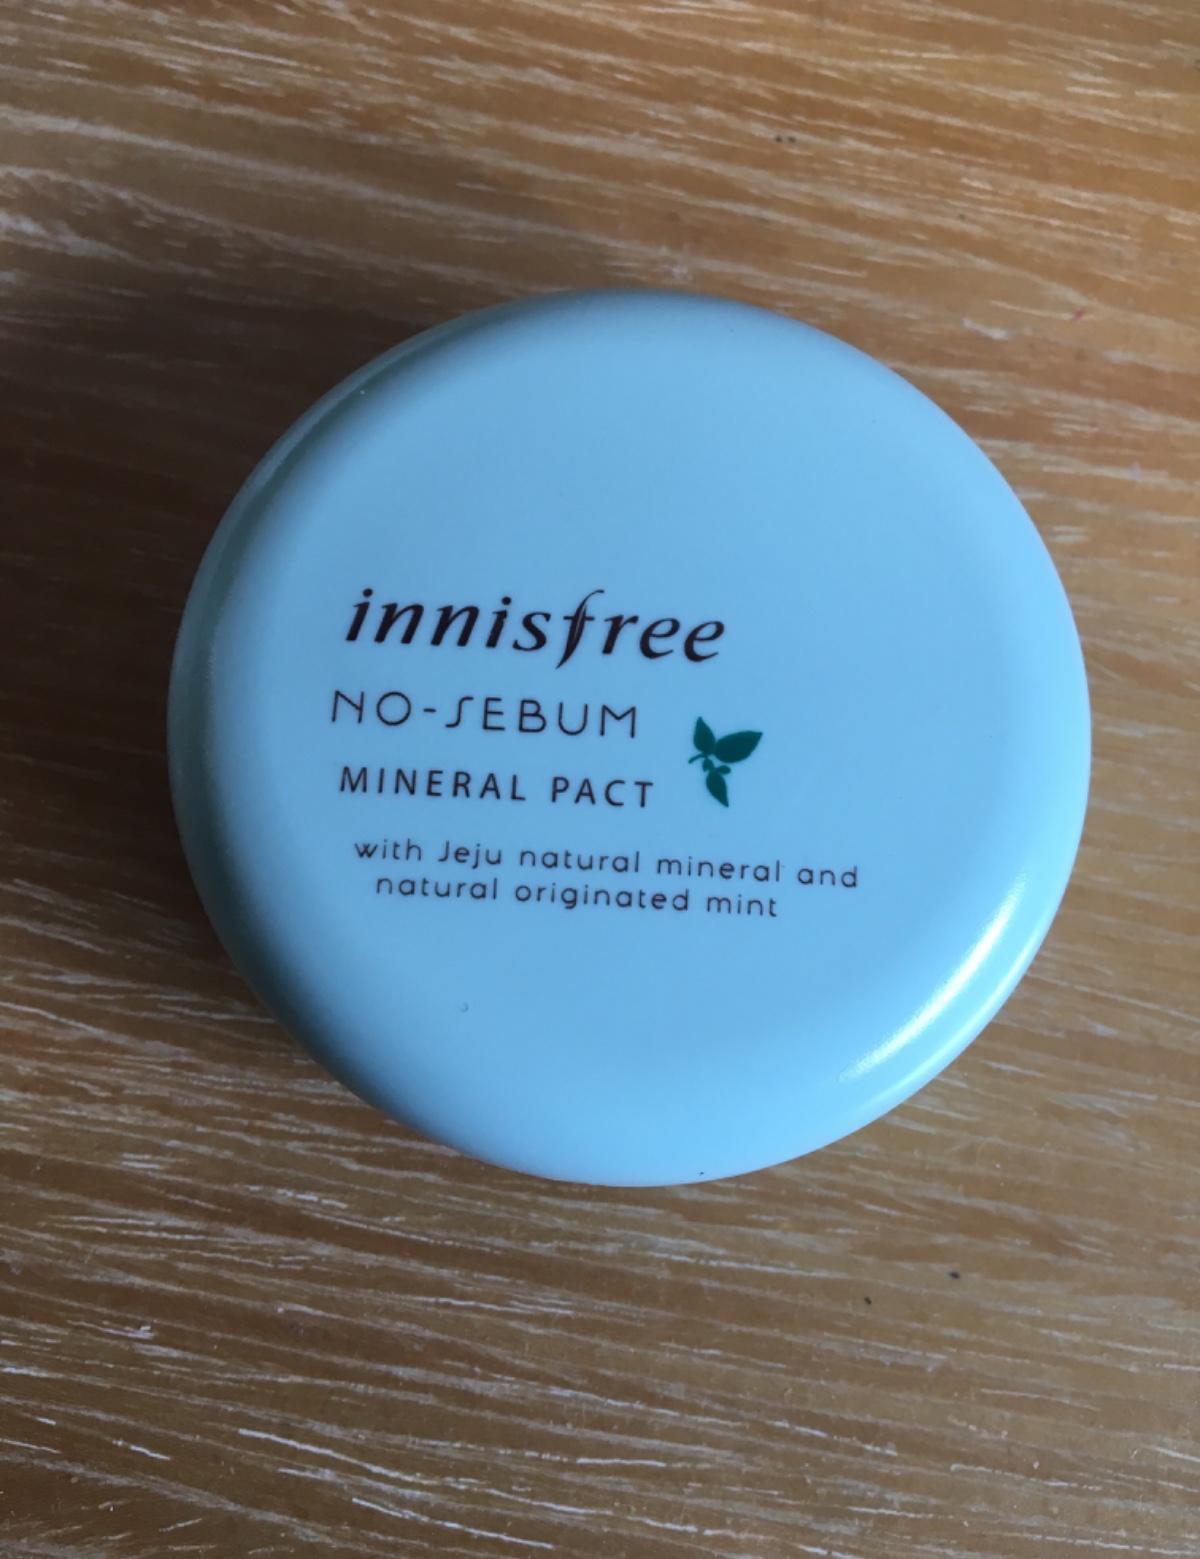 innisfree
NO-SEBUM
MINERAL PACT
with Jeju natural mineral and
natural originated mint